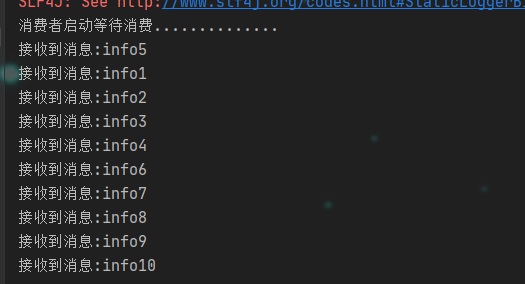 SLF4J: See http://www.slf4j.org/codes.html#StaticLoggerBi
消费者启动等待消费..............
接收到消息:info5
接收到消息:info1
接收到消息:info2
接收到消息:info3
接收到消息:info4
接收到消息:info6
接收到消息:info7
接收到消息:info8
接收到消息:info9
接收到消息:info10